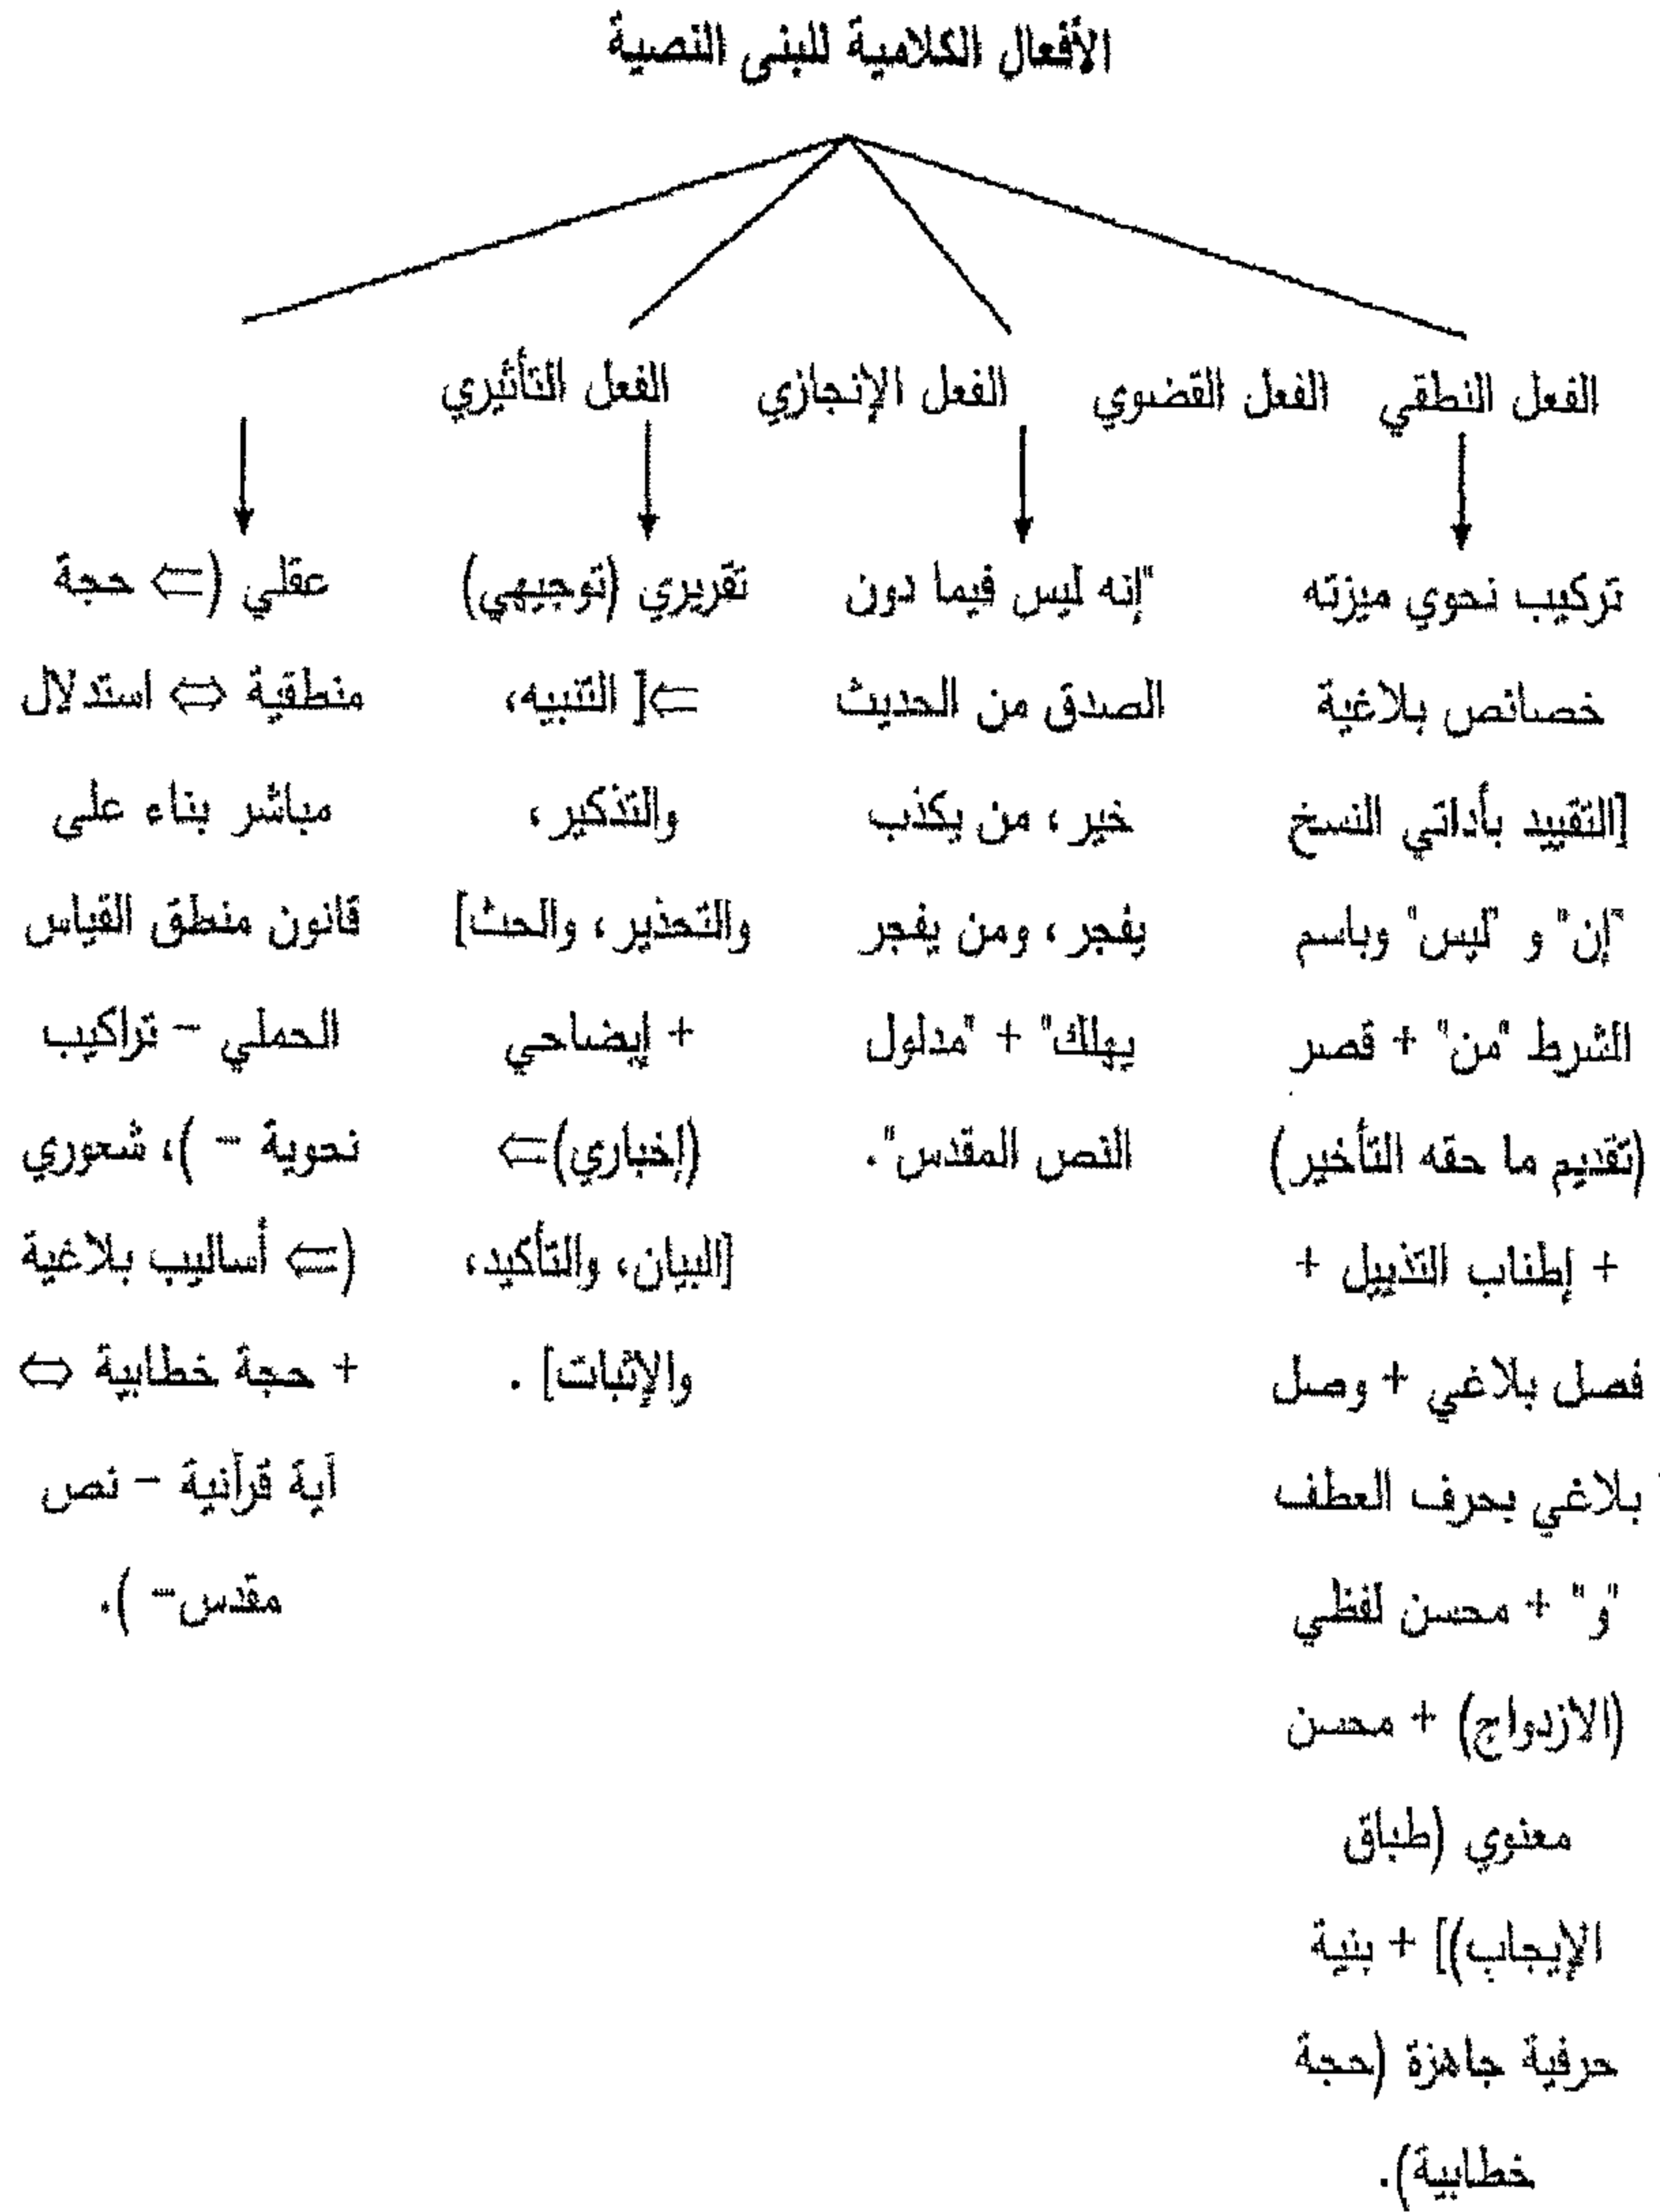 الأفعال الكلامية للبنى النصية
الفعل النطقي
الفعل القضوي
الفعل الإنجازي
الفعل التأثيري
تركيب نحوي ميزته
خصائص بلاغية
[التقييد بأداتي النسخ
"إن" و "ليس" وباسم
الشرط "من" + قصر
(تقديم ما حقه التأخير)
+ إطناب التذييل +
فصل بلاغي + وصل
بلاغي بحرف العطف
"و" + محسن لفظي
(الازدواج) + محسن
معنوي (طباق
الإيجاب)] + بنية
حرفية جاهزة (حجة
خطابية).
"إنه ليس فيما دون
الصدق من الحديث
خير، من يكذب
يفجر، ومن يفجر
يهلك" + "مدلول
النص المقدس".
تقريري (توجيهي)
⇐[ التنبيه،
والتذكير،
والتحذير، والحث]
+ إيضاحي
(إخباري)⇐
[البيان، والتأكيد،
والإثبات] .
عقلي (⇐ حجة
منطقية ⇔ استدلال
مباشر بناء على
قانون منطق القياس
الحملي – تراكيب
نحوية – )، شعوري
(⇐ أساليب بلاغية
+ حجة خطابية ⇔
آية قرآنية – نص
مقدس– ).